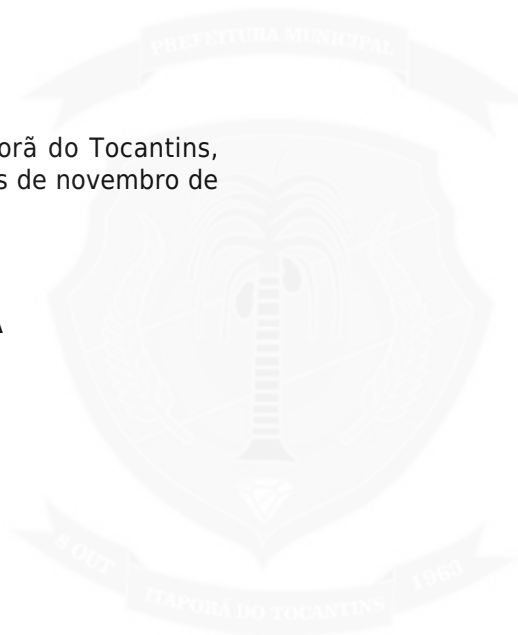 PREFEITURA MUNICIPAL
orã do Tocantins,
s de novembro de
A
8 OUT
ITAPORÃ DO TOCANTINS
1963